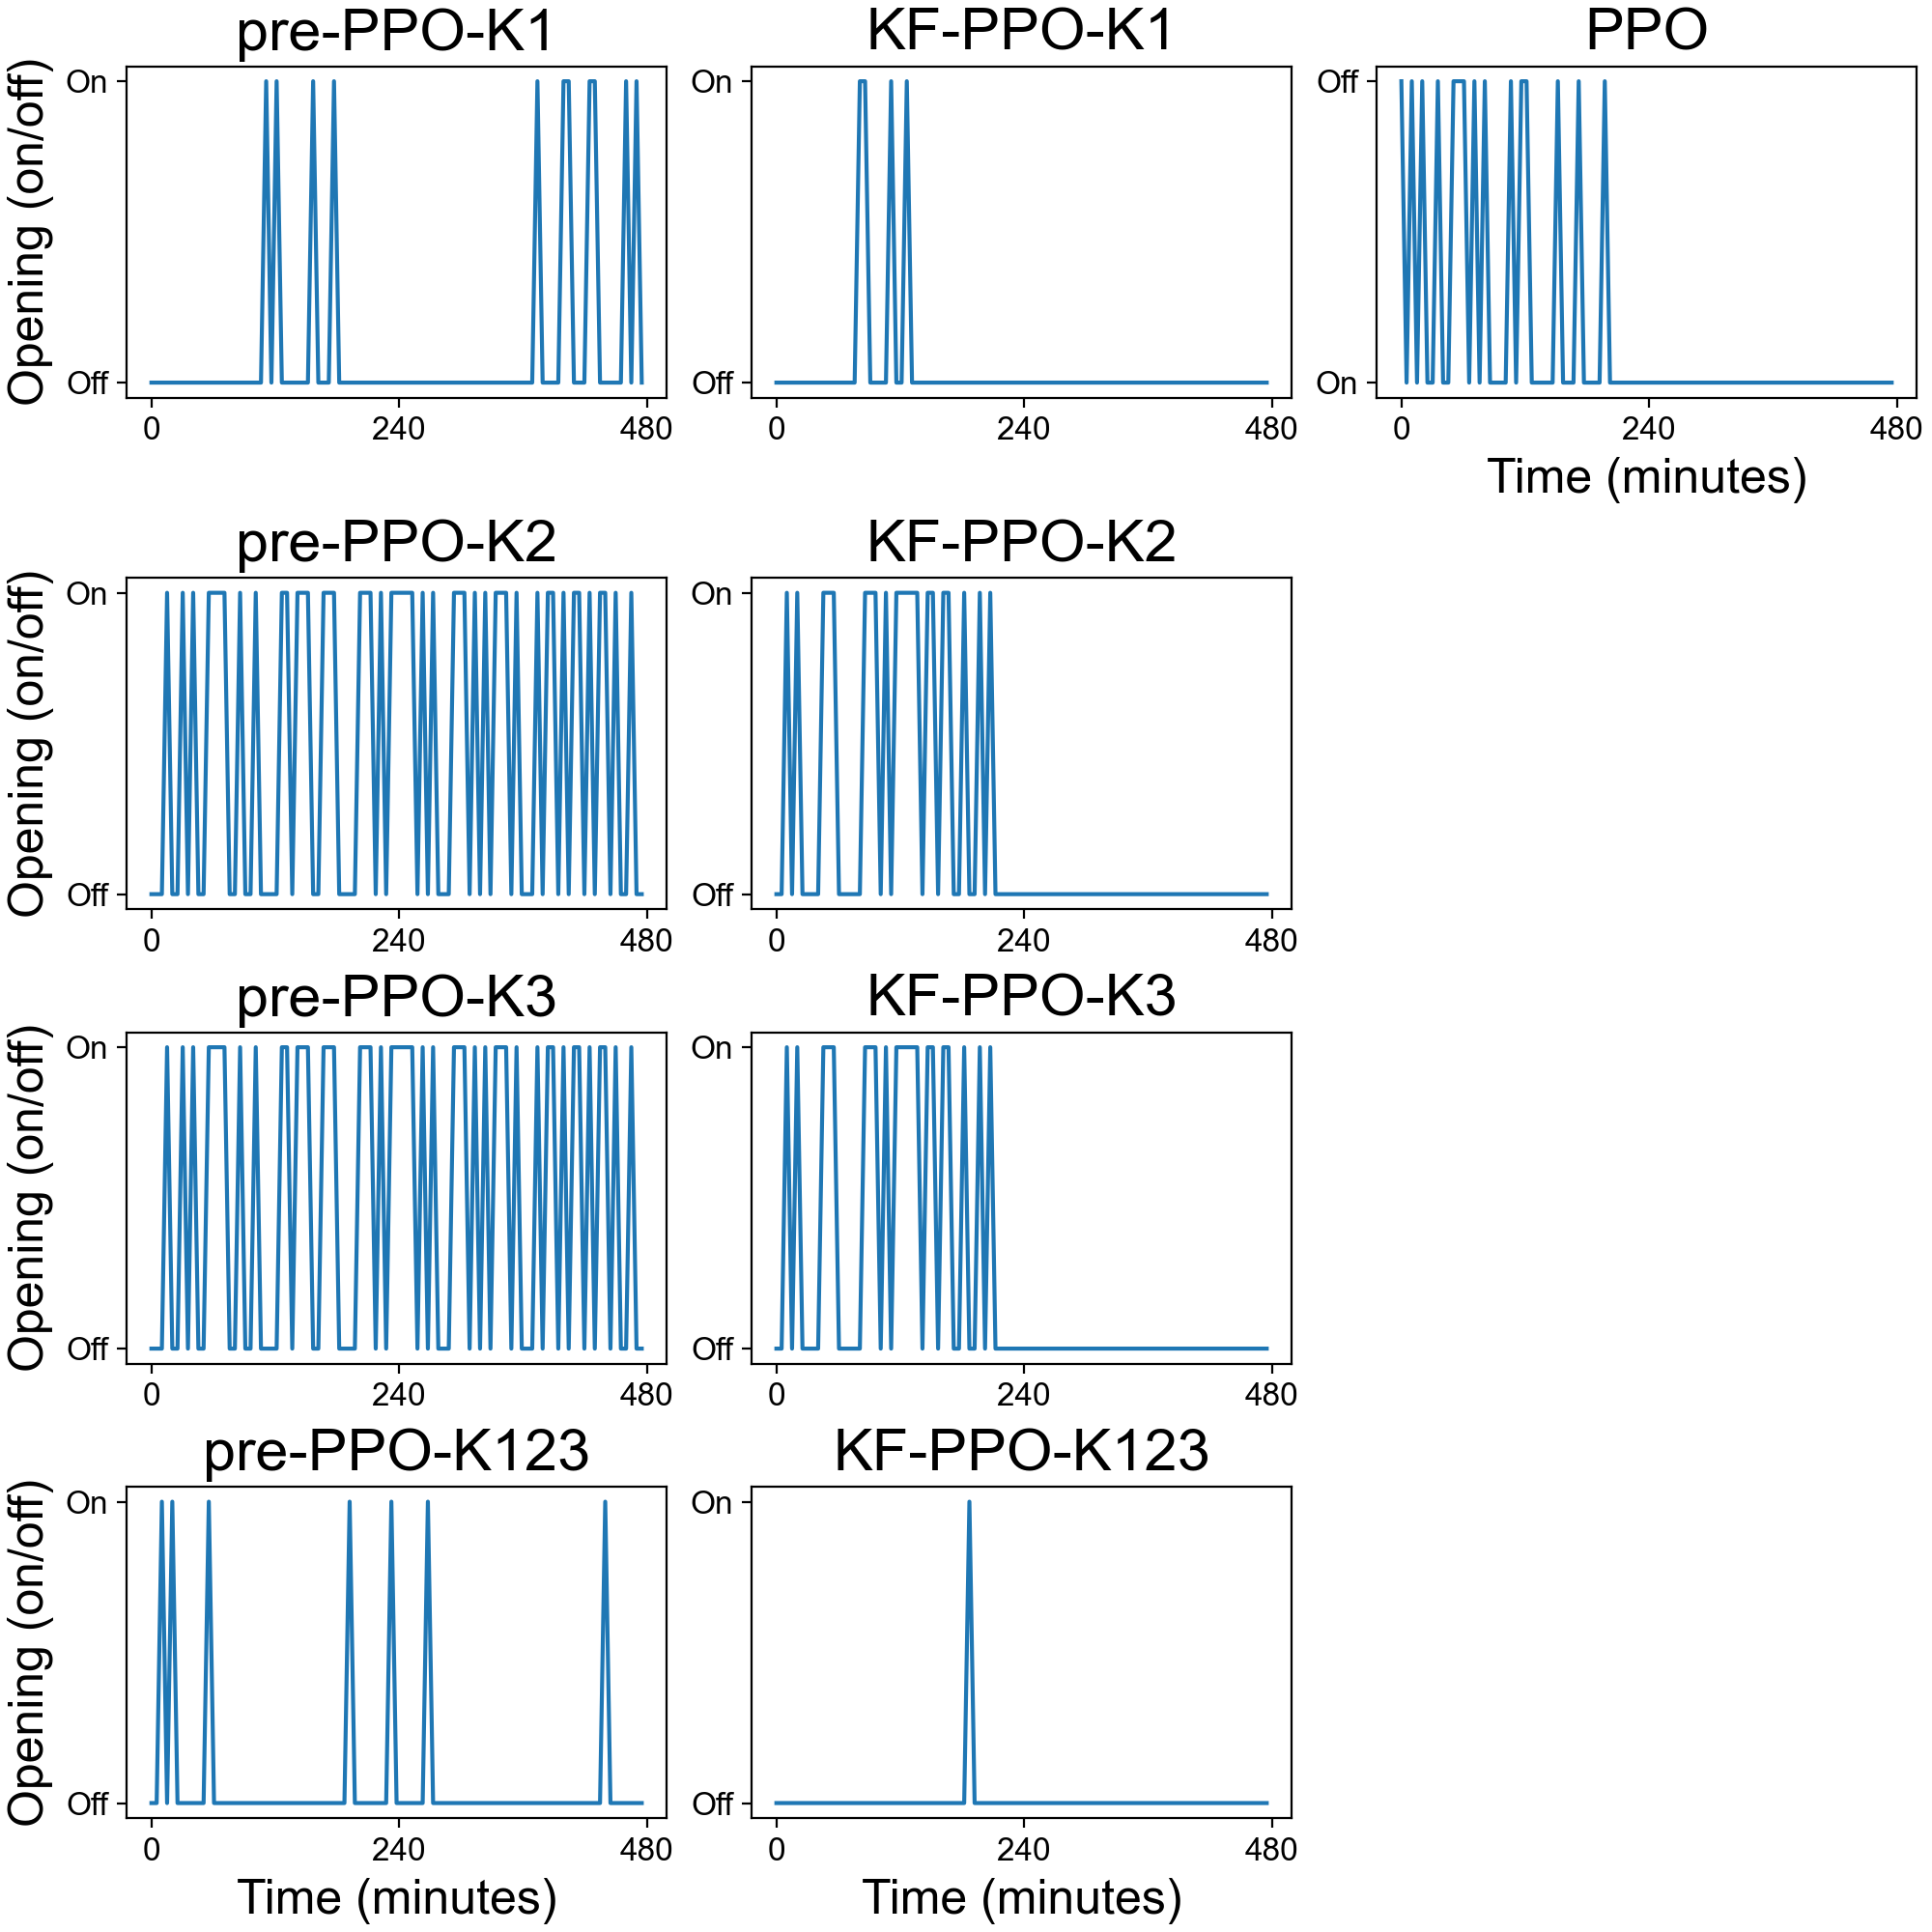 pre-PPO-K1
KF-PPO-K1
PPO
Opening (on/off)
On
Off
0 240 480
On
Off
0 240 480
Off
On
0 240 480
Time (minutes)
pre-PPO-K2
KF-PPO-K2
Opening (on/off)
On
Off
0 240 480
On
Off
0 240 480
pre-PPO-K3
KF-PPO-K3
Opening (on/off)
On
Off
0 240 480
On
Off
0 240 480
pre-PPO-K123
KF-PPO-K123
Opening (on/off)
On
Off
0 240 480
Time (minutes)
On
Off
0 240 480
Time (minutes)